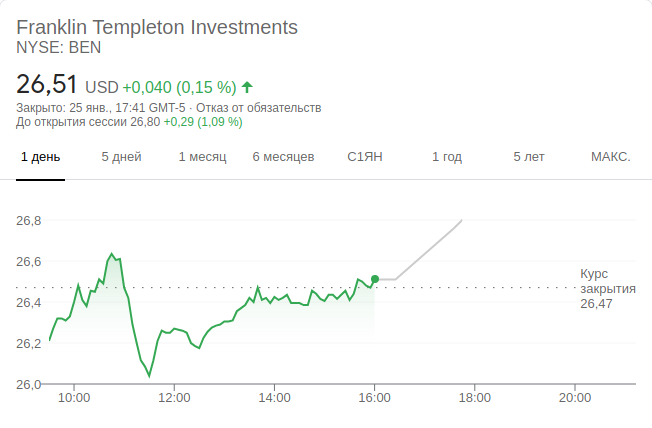 Franklin Templeton Investments
NYSE: BEN
26,51 USD +0,040 (0,15 %)
Закрыто: 25 янв., 17:41 GMT-5 · Отказ от обязательств
До открытия сессии 26,80 +0,29 (1,09 %)
1 день 5 дней 1 месяц 6 месяцев С1ЯН 1 год 5 лет МАКС.
26,8
26,6
Курс
закрытия
26,47
26,4
26,2
26,0
10:00 12:00 14:00 16:00 18:00 20:00